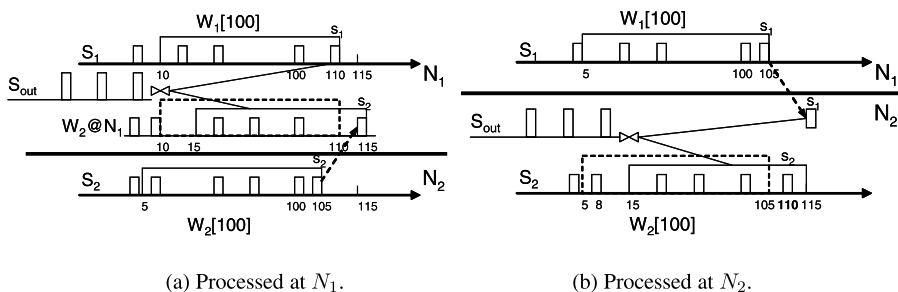 W1[100]
S1
s1
10
100
110
115
N1
Sout
s2
W2@N1
10
15
110
115
S2
s2
N2
5
100
105
115
W2[100]
(a) Processed at N1.
W1[100]
S1
s1
5
100
105
N1
N2
s1
Sout
S2
s2
5
8
15
105
110
115
W2[100]
(b) Processed at N2.